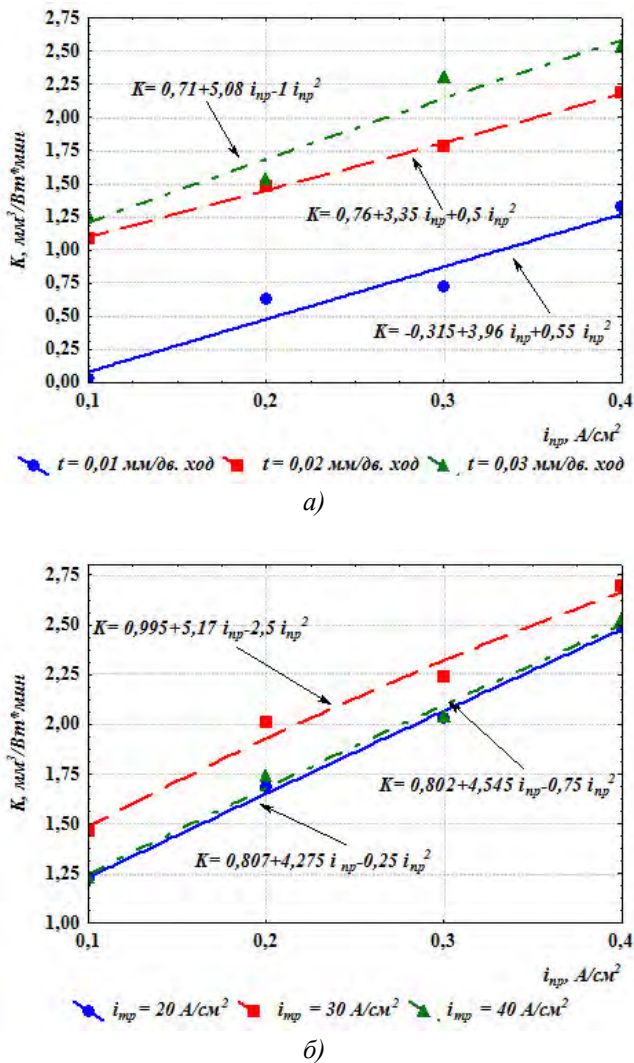 2,75
2,50
2,25
2,00
1,75
1,50
1,25
1,00
0,75
0,50
0,25
0,00
K, мм³/Вт*мин
K= 0,71+5,08 iпр-1 iпр²
K= 0,76+3,35 iпр+0,5 iпр²
K= -0,315+3,96 iпр+0,55 iпр²
0,1 0,2 0,3 0,4
iпр, А/см²
t = 0,01 мм/дв. ход t = 0,02 мм/дв. ход t = 0,03 мм/дв. ход
а)
2,75
2,50
2,25
2,00
1,75
1,50
1,25
1,00
K, мм³/Вт*мин
K= 0,995+5,17 iпр-2,5 iпр²
K= 0,802+4,545 iпр-0,75 iпр²
K= 0,807+4,275 iпр-0,25 iпр²
0,1 0,2 0,3 0,4
iпр, А/см²
iтр = 20 А/см² iтр = 30 А/см² iтр = 40 А/см²
б)